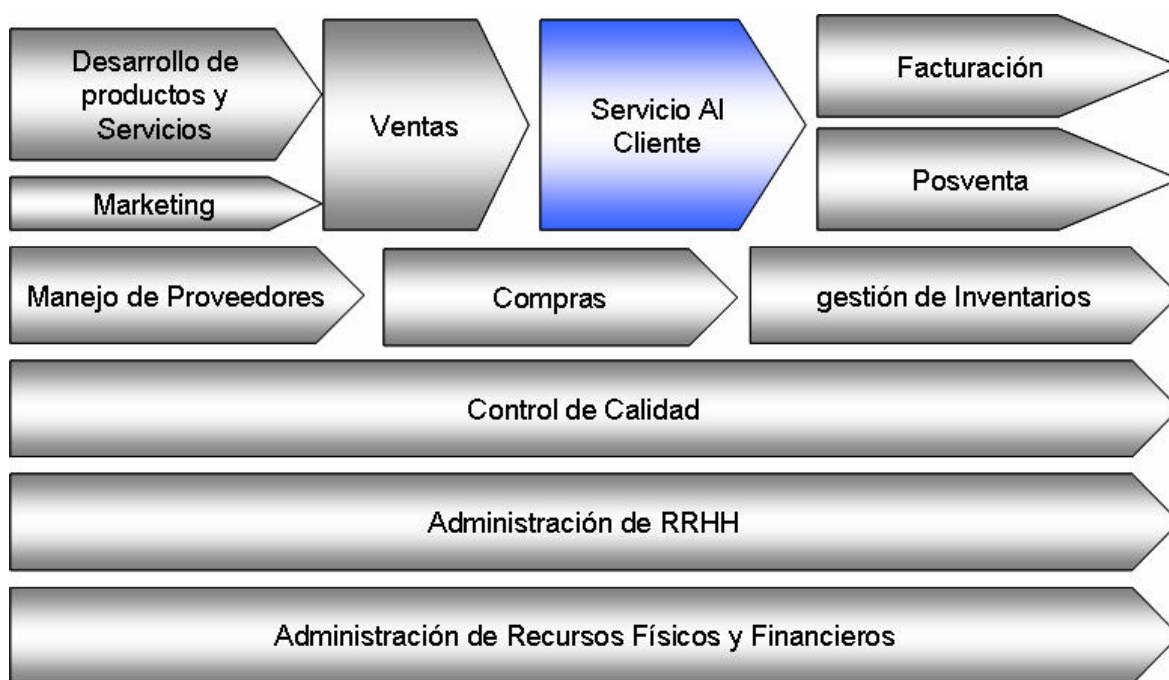 Desarrollo de
productos y
Servicios
Marketing
Ventas
Servicio Al
Cliente
Facturación
Posventa
Manejo de Proveedores
Compras
gestión de Inventarios
Control de Calidad
Administración de RRHH
Administración de Recursos Físicos y Financieros